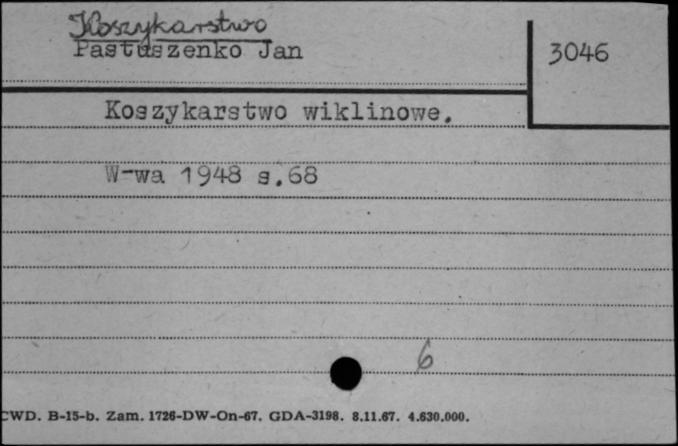 Koszykarstwo
Pastuszenko Jan
3046
Koszykarstwo wiklinowe.
W-wa 1948 s.68
6
CWD. B-15-b. Zam. 1726-DW-On-67. GDA-3198. 8.11.67. 4.630.000.